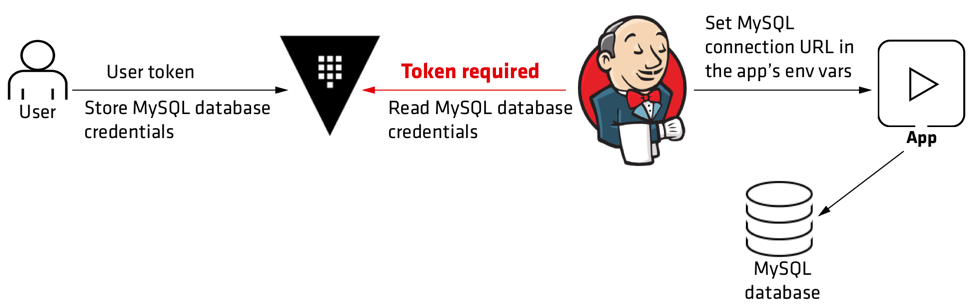 User
User token
Store MySQL database
credentials
Token required
Read MySQL database
credentials
Set MySQL
connection URL in
the app's env vars
App
MySQL
database